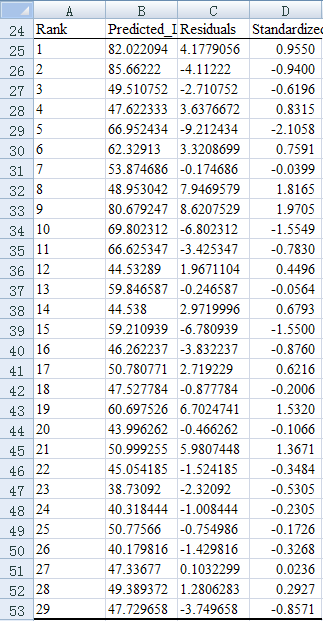 A B C D
24 Rank Predicted_I Residuals Standardized
25 1 82.022094 4.1779056 0.9550
26 2 85.66222 -4.11222 -0.9400
27 3 49.510752 -2.710752 -0.6196
28 4 47.622333 3.6376672 0.8315
29 5 66.952434 -9.212434 -2.1058
30 6 62.32913 3.3208699 0.7591
31 7 53.874686 -0.174686 -0.0399
32 8 48.953042 7.9469579 1.8165
33 9 80.679247 8.6207529 1.9705
34 10 69.802312 -6.802312 -1.5549
35 11 66.625347 -3.425347 -0.7830
36 12 44.53289 1.9671104 0.4496
37 13 59.846587 -0.246587 -0.0564
38 14 44.538 2.9719996 0.6793
39 15 59.210939 -6.780939 -1.5500
40 16 46.262237 -3.832237 -0.8760
41 17 50.780771 2.719229 0.6216
42 18 47.527784 -0.877784 -0.2006
43 19 60.697526 6.7024741 1.5320
44 20 43.996262 -0.466262 -0.1066
45 21 50.999255 5.9807448 1.3671
46 22 45.054185 -1.524185 -0.3484
47 23 38.73092 -2.32092 -0.5305
48 24 40.318444 -1.008444 -0.2305
49 25 50.77566 -0.754986 -0.1726
50 26 40.179816 -1.429816 -0.3268
51 27 47.33677 0.1032299 0.0236
52 28 49.389372 1.2806283 0.2927
53 29 47.729658 -3.749658 -0.8571